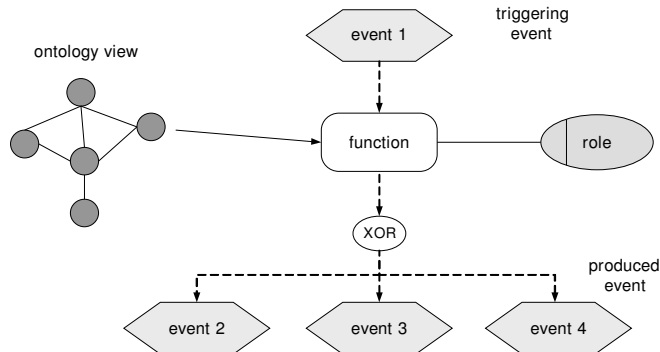 triggering
event
event 1
ontology view
function
role
XOR
produced
event
event 2
event 3
event 4